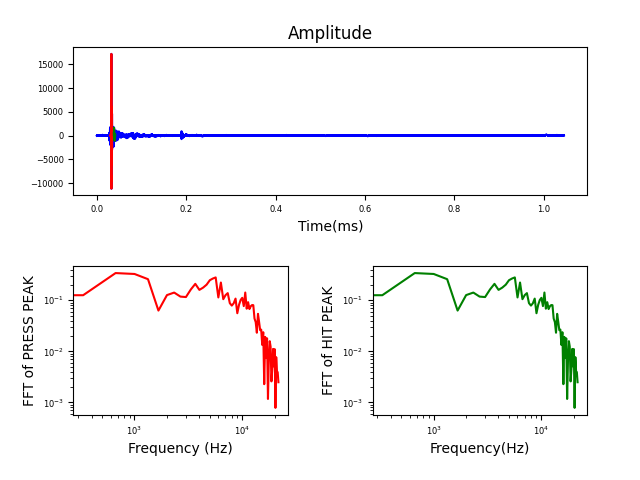 Amplitude
15000
10000
5000
0
−5000
−10000
0.0 0.2 0.4 0.6 0.8 1.0
Time(ms)
FFT of PRESS PEAK
10⁻¹
10⁻²
10⁻³
10³ 10⁴
Frequency (Hz)
FFT of HIT PEAK
10⁻¹
10⁻²
10⁻³
10³ 10⁴
Frequency(Hz)